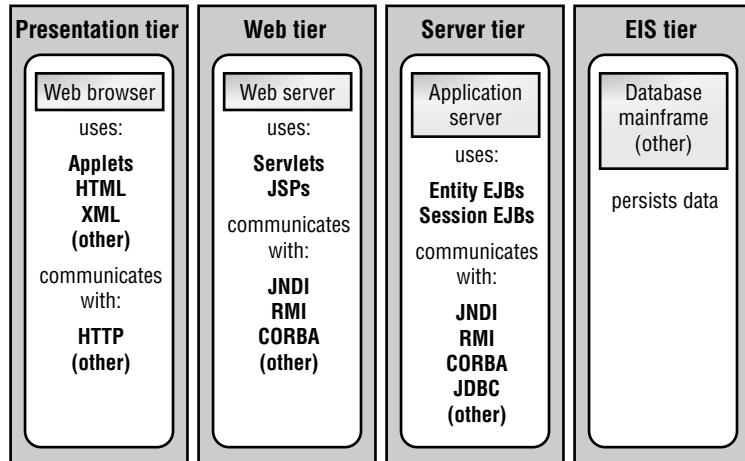 Presentation tier
Web browser
uses:
Applets
HTML
XML
(other)
communicates
with:
HTTP
(other)
Web tier
Web server
uses:
Servlets
JSPs
communicates
with:
JNDI
RMI
CORBA
(other)
Server tier
Application
server
uses:
Entity EJBs
Session EJBs
communicates
with:
JNDI
RMI
CORBA
JDBC
(other)
EIS tier
Database
mainframe
(other)
persists data